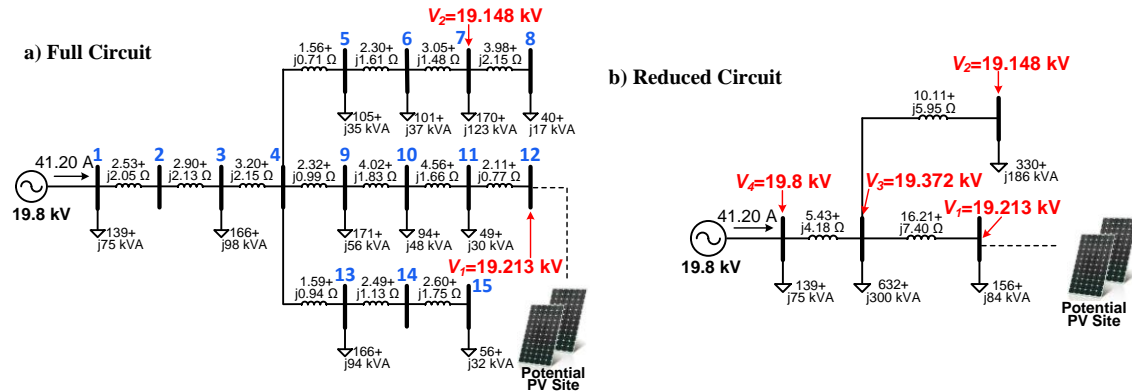 a) Full Circuit
V2=19.148 kV
5
6
7
8
1.56+
j0.71 Ω
2.30+
j1.61 Ω
3.05+
j1.48 Ω
3.98+
j2.15 Ω
105+
j35 kVA
101+
j37 kVA
170+
j123 kVA
40+
j17 kVA
1
2
3
4
9
10
11
12
41.20 A
2.53+
j2.05 Ω
2.90+
j2.13 Ω
3.20+
j2.15 Ω
2.32+
j0.99 Ω
4.02+
j1.83 Ω
4.56+
j1.66 Ω
2.11+
j0.77 Ω
19.8 kV
139+
j75 kVA
166+
j98 kVA
171+
j56 kVA
94+
j48 kVA
49+
j30 kVA
V1=19.213 kV
13
14
15
1.59+
j0.94 Ω
2.49+
j1.13 Ω
2.60+
j1.75 Ω
166+
j94 kVA
56+
j32 kVA
Potential
PV Site
b) Reduced Circuit
V2=19.148 kV
10.11+
j5.95 Ω
330+
j186 kVA
V4=19.8 kV
V3=19.372 kV
V1=19.213 kV
41.20 A
5.43+
j4.18 Ω
16.21+
j7.40 Ω
19.8 kV
139+
j75 kVA
632+
j300 kVA
156+
j84 kVA
Potential
PV Site